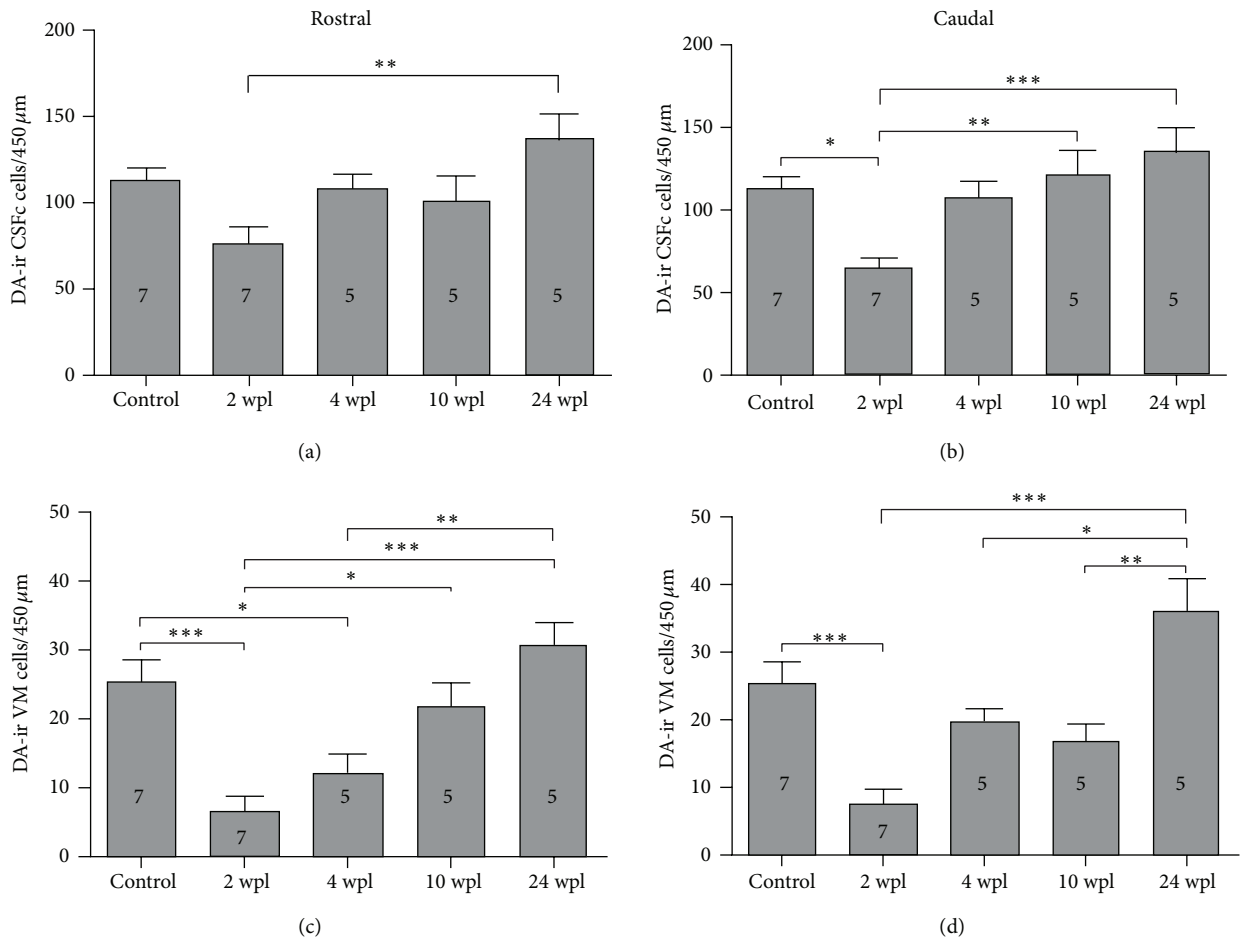 Rostral
200
150
100
50
0
DA-ir CSFc cells/450 μm
**
7
7
5
5
5
Control
2 wpl
4 wpl
10 wpl
24 wpl
(a)
Caudal
200
150
100
50
0
DA-ir CSFc cells/450 μm
***
**
*
7
7
5
5
5
Control
2 wpl
4 wpl
10 wpl
24 wpl
(b)
50
40
30
20
10
0
DA-ir VM cells/450 μm
**
***
*
*
***
7
7
5
5
5
Control
2 wpl
4 wpl
10 wpl
24 wpl
(c)
50
40
30
20
10
0
DA-ir VM cells/450 μm
***
*
**
***
7
7
5
5
5
Control
2 wpl
4 wpl
10 wpl
24 wpl
(d)